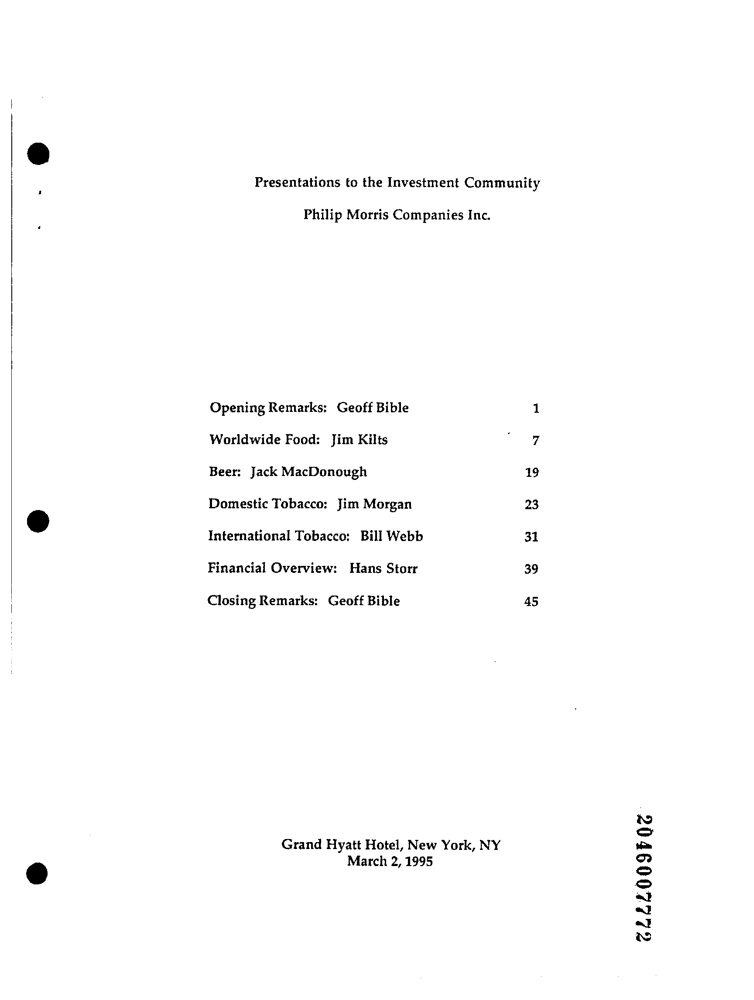 Presentations to the Investment Community
Philip Morris Companies Inc.
Opening Remarks: Geoff Bible 1
Worldwide Food: Jim Kilts 7
Beer: Jack MacDonough 19
Domestic Tobacco: Jim Morgan 23
International Tobacco: Bill Webb 31
Financial Overview: Hans Storr 39
Closing Remarks: Geoff Bible 45
Grand Hyatt Hotel, New York, NY
March 2, 1995
2046007772